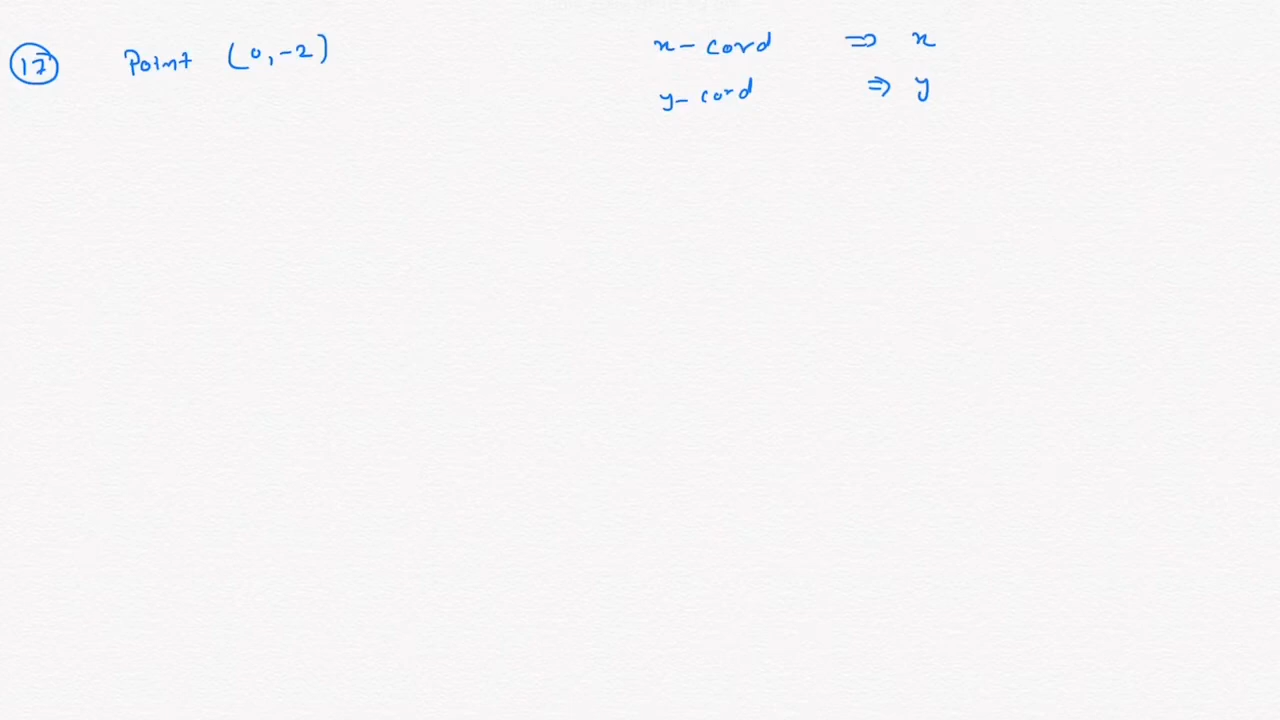 17 Point (0,-2)
x-cord ⇒ x
y-cord ⇒ y